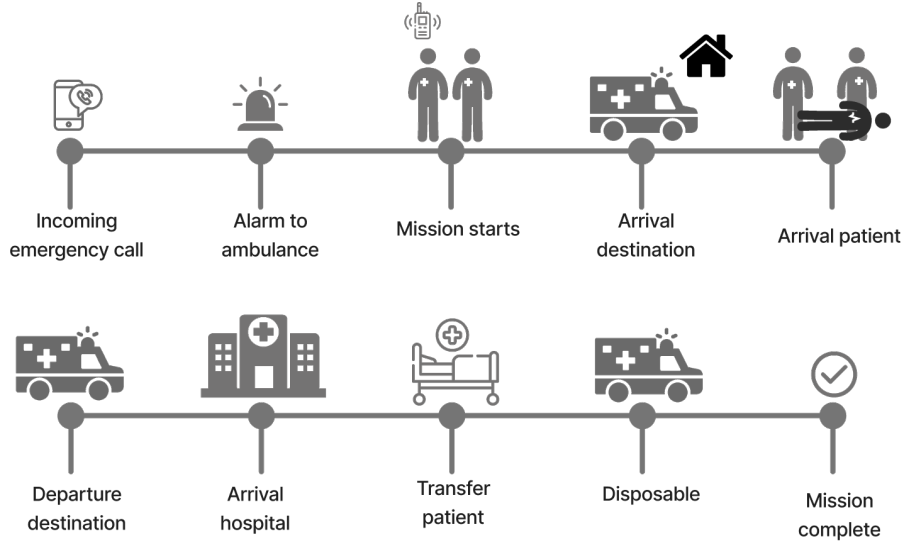 Incoming
emergency call
Alarm to
ambulance
Mission starts
Arrival
destination
Arrival patient
Departure
destination
Arrival
hospital
Transfer
patient
Disposable
Mission
complete